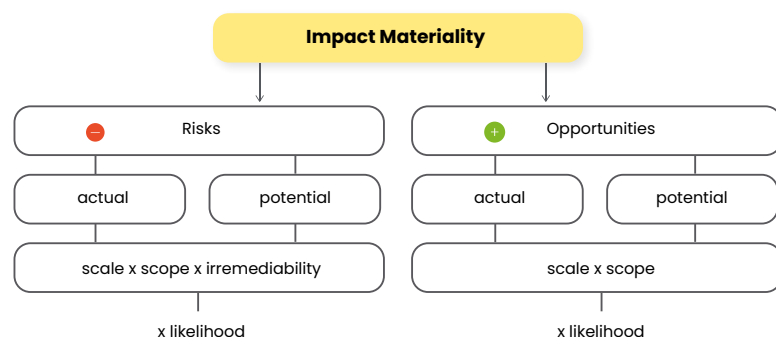 Impact Materiality
Risks
Opportunities
actual
potential
actual
potential
scale x scope x irremediability
scale x scope
x likelihood
x likelihood